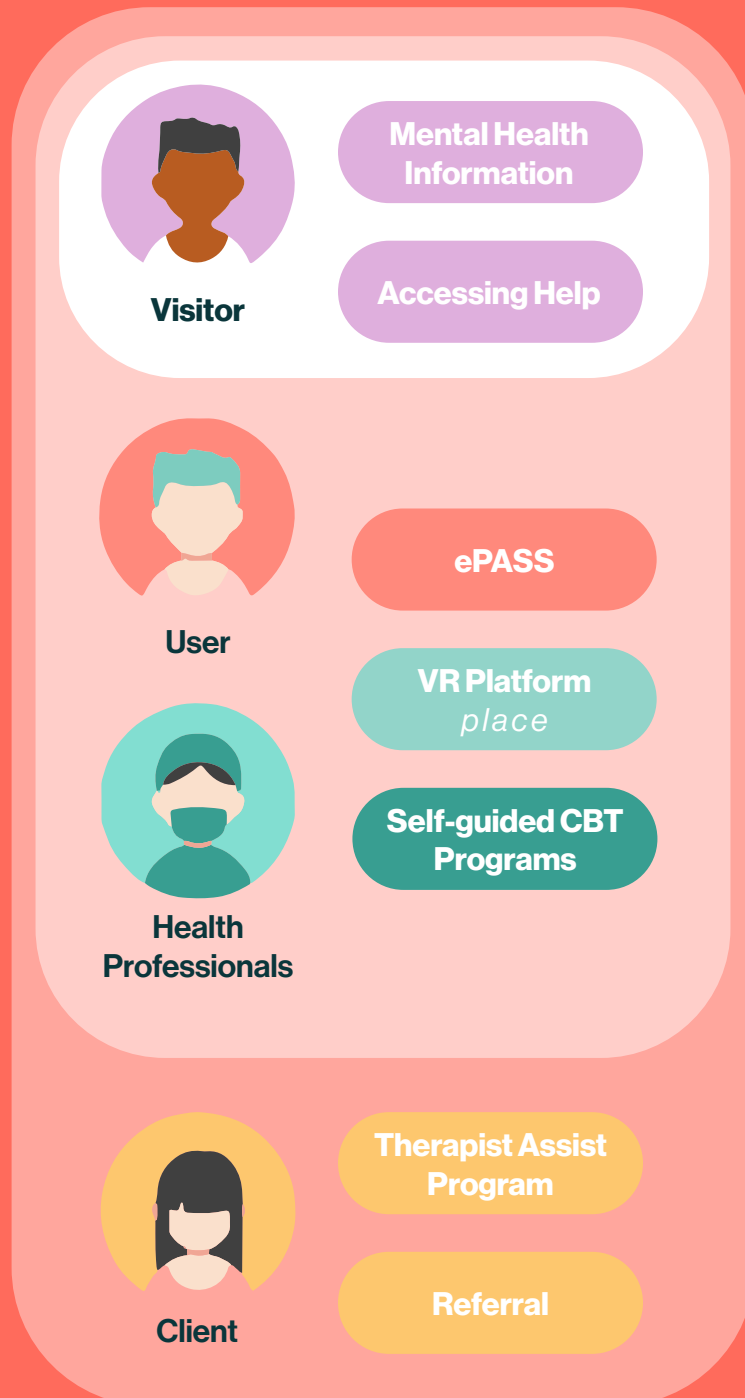 Mental Health
Information
Accessing Help
Visitor
ePASS
User
VR Platform
place
Self-guided CBT
Programs
Health
Professionals
Therapist Assist
Program
Referral
Client